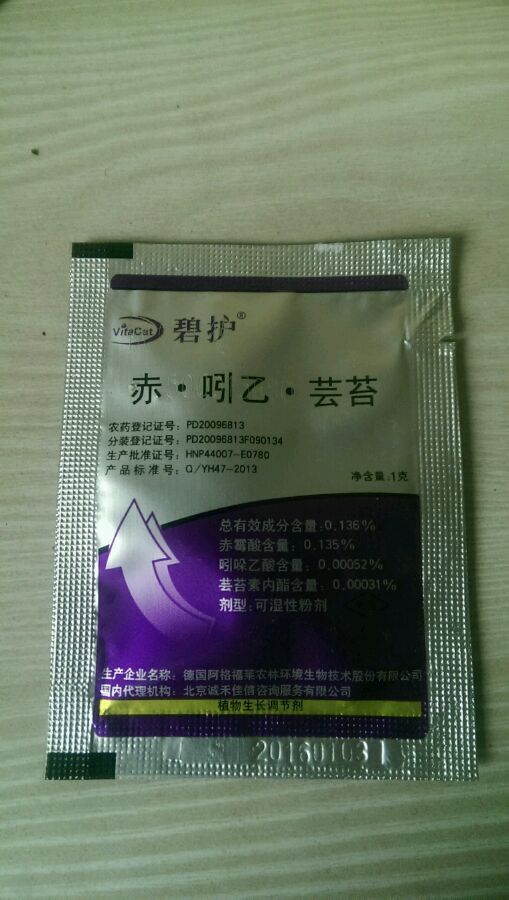 VitaCat 碧护®
赤·吲乙·芸苔
农药登记证号：PD20096813
分装登记证号：PD20096813F090134
生产批准证号：HNP44007-E0780
产品标准号：Q/YH47-2013
净含量：1克
总有效成分含量：0.136%
赤霉酸含量：0.135%
吲哚乙酸含量：0.00052%
芸苔素内酯含量：0.00031%
剂型：可湿性粉剂
生产企业名称：德国阿格福莱农林环境生物技术股份有限公司
国内代理机构：北京诚禾佳信咨询服务有限公司
植物生长调节剂
20160103